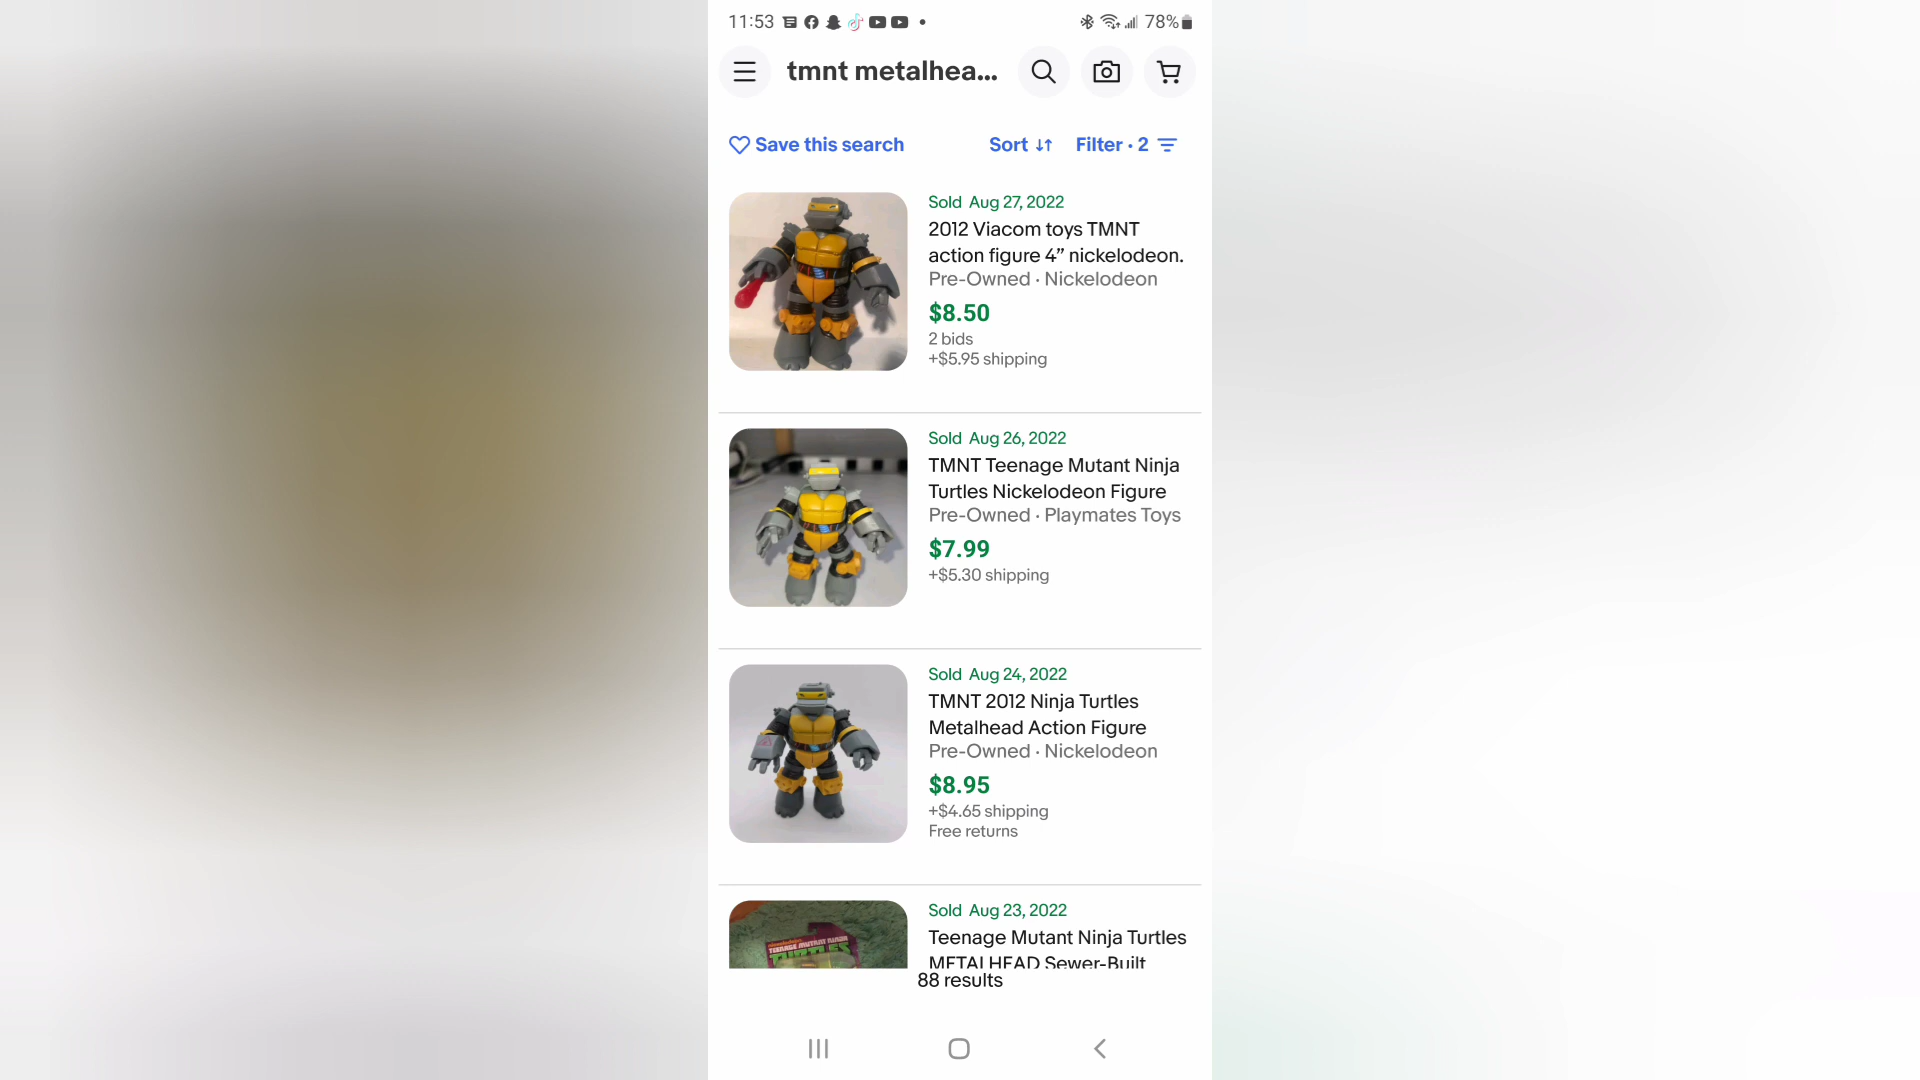 11:53
78%
tmnt metalhea...
Save this search
Sort
Filter · 2
Sold Aug 27, 2022
2012 Viacom toys TMNT
action figure 4” nickelodeon.
Pre-Owned · Nickelodeon
$8.50
2 bids
+$5.95 shipping
Sold Aug 26, 2022
TMNT Teenage Mutant Ninja
Turtles Nickelodeon Figure
Pre-Owned · Playmates Toys
$7.99
+$5.30 shipping
Sold Aug 24, 2022
TMNT 2012 Ninja Turtles
Metalhead Action Figure
Pre-Owned · Nickelodeon
$8.95
+$4.65 shipping
Free returns
TEENAGE MUTANT NINJA
TURTLES
Sold Aug 23, 2022
Teenage Mutant Ninja Turtles
METALHEAD Sewer-Built
88 results